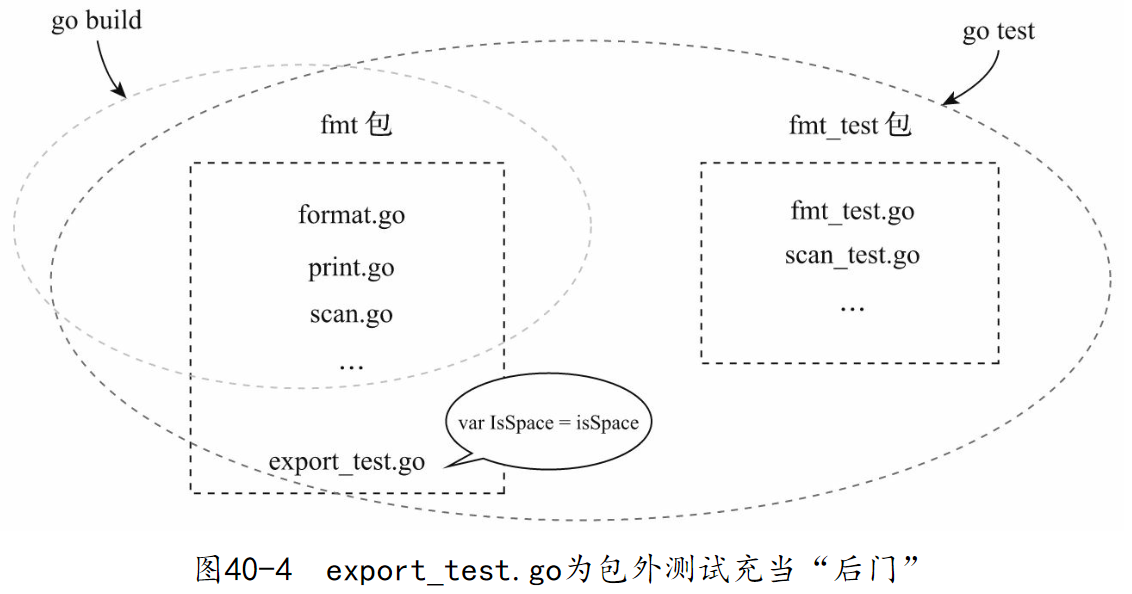 go build
go test
fmt 包
fmt_test 包
format.go
print.go
scan.go
...
fmt_test.go
scan_test.go
...
var IsSpace = isSpace
export_test.go
图40-4 export_test.go为包外测试充当“后门”